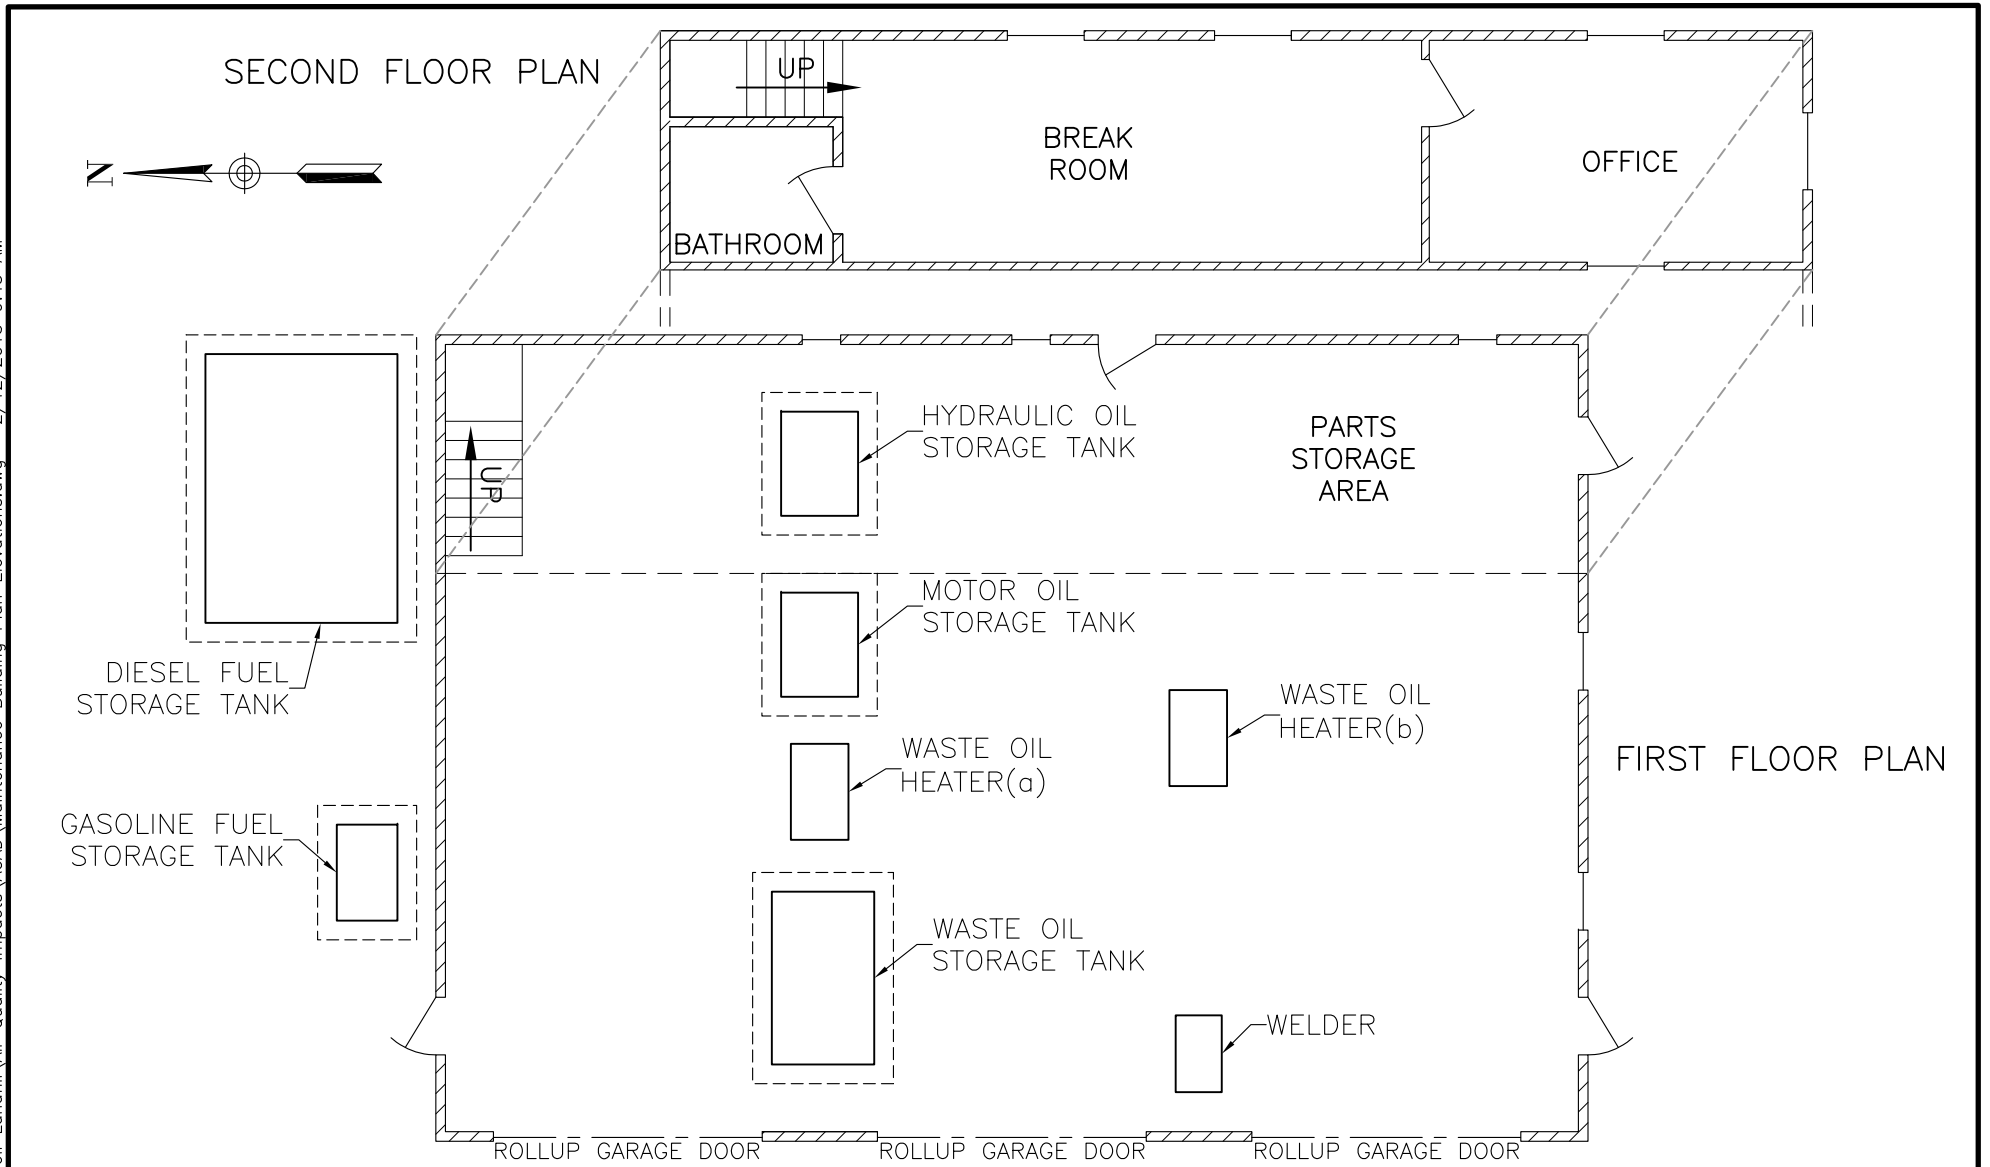 SECOND FLOOR PLAN
N
UP
BREAK
ROOM
OFFICE
BATHROOM
UP
HYDRAULIC OIL
STORAGE TANK
PARTS
STORAGE
AREA
MOTOR OIL
STORAGE TANK
DIESEL FUEL
STORAGE TANK
WASTE OIL
HEATER(b)
WASTE OIL
HEATER(a)
FIRST FLOOR PLAN
GASOLINE FUEL
STORAGE TANK
WASTE OIL
STORAGE TANK
WELDER
ROLLUP GARAGE DOOR
ROLLUP GARAGE DOOR
ROLLUP GARAGE DOOR